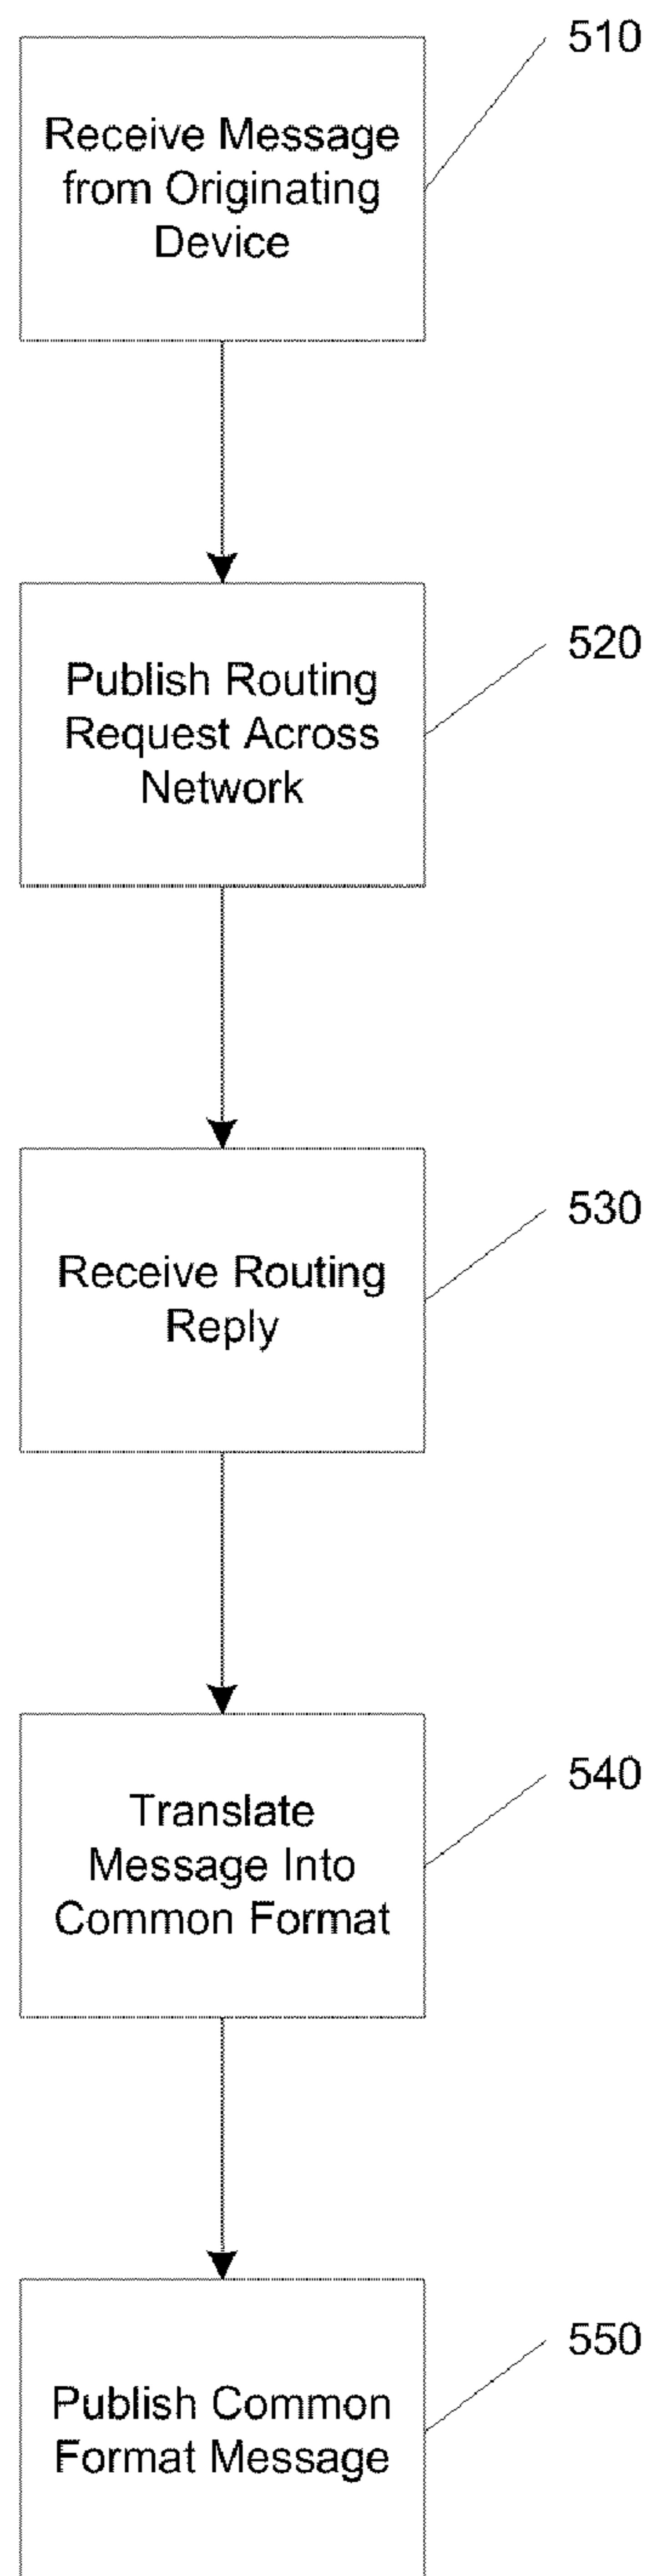 510
Receive Message
from Originating
Device
520
Publish Routing
Request Across
Network
530
Receive Routing
Reply
540
Translate
Message Into
Common Format
550
Publish Common
Format Message